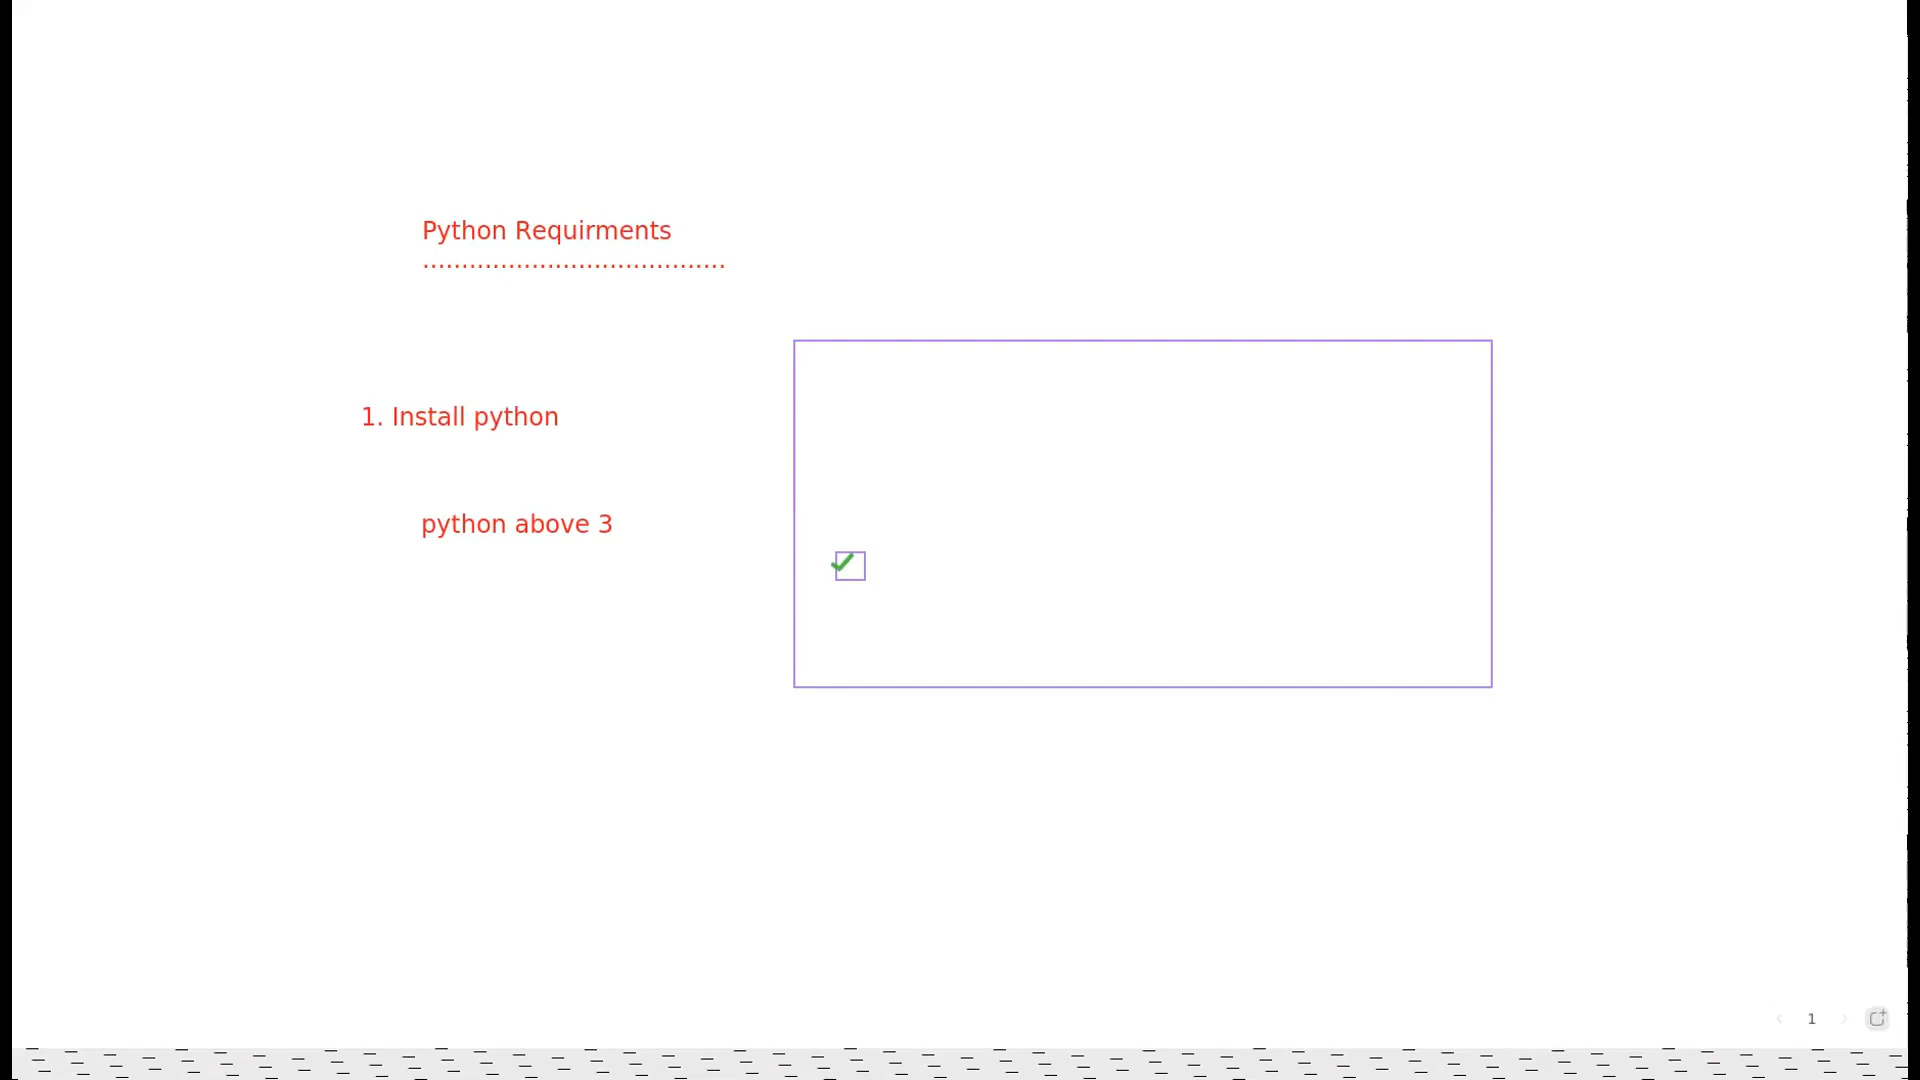 Python Requirments
.......................................
1. Install python
python above 3
1